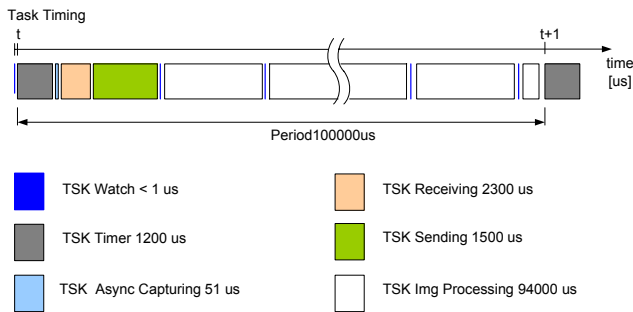 Task Timing
t
t+1
time
[us]
Period100000us
TSK Watch < 1 us
TSK Receiving 2300 us
TSK Timer 1200 us
TSK Sending 1500 us
TSK Async Capturing 51 us
TSK Img Processing 94000 us